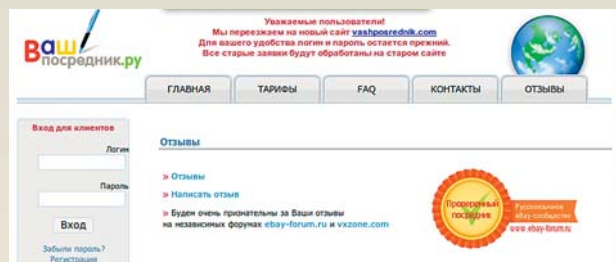 Уважаемые пользователи!
Мы переезжаем на новый сайт vashposrednik.com
Для вашего удобства логин и пароль остается прежний.
Все старые заявки будут обработаны на старом сайте
Ваш
посредник.ру
ГЛАВНАЯ
ТАРИФЫ
FAQ
КОНТАКТЫ
ОТЗЫВЫ
Вход для клиентов
Логин
Пароль
Вход
Забыли пароль?
Регистрация
Отзывы
» Отзывы
» Написать отзыв
» Будем очень признательны за Ваши отзывы
на независимых форумах ebay-forum.ru и vxzone.com
Проверенный
посредник
Русскоязычное
eBay-сообщество
www.ebay-forum.ru